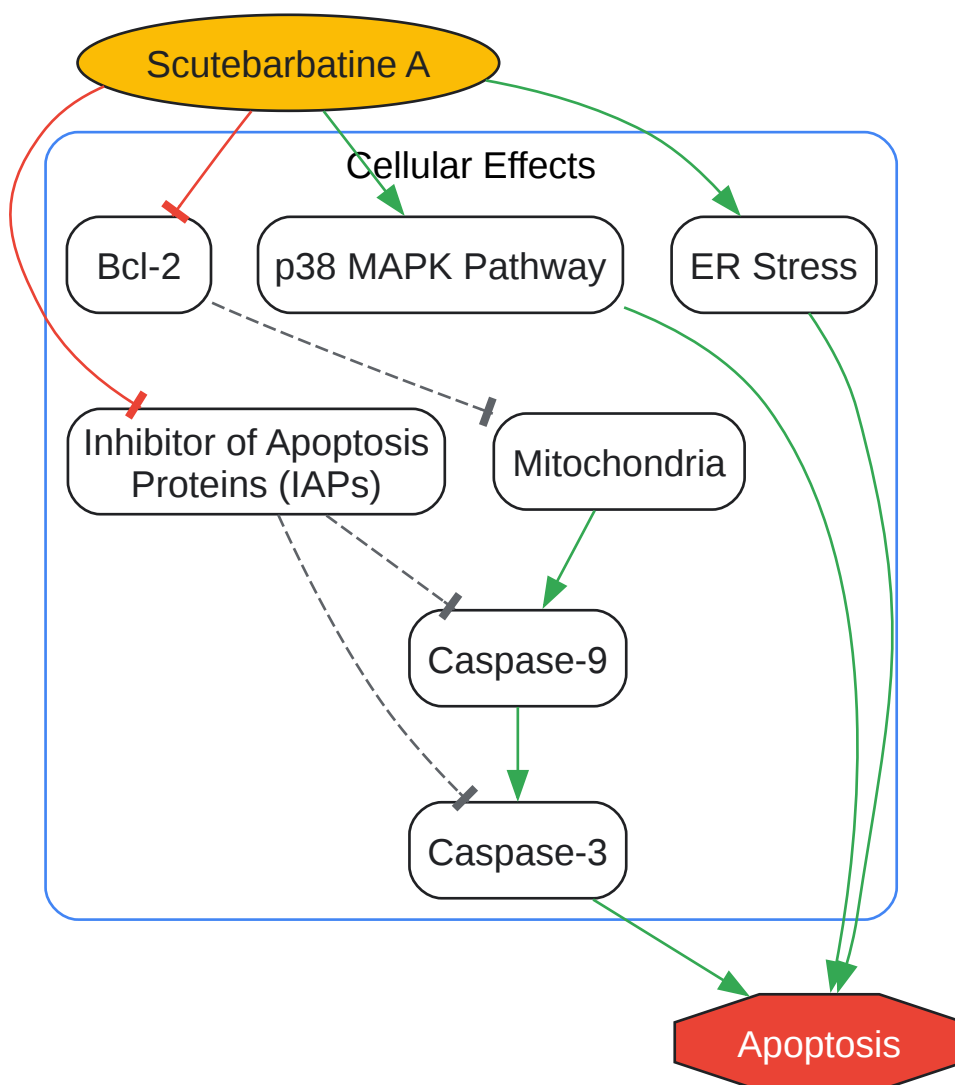 Scutebarbatine A
Cellular Effects
Bcl-2
p38 MAPK Pathway
ER Stress
Inhibitor of Apoptosis
Proteins (IAPs)
Mitochondria
Caspase-9
Caspase-3
Apoptosis